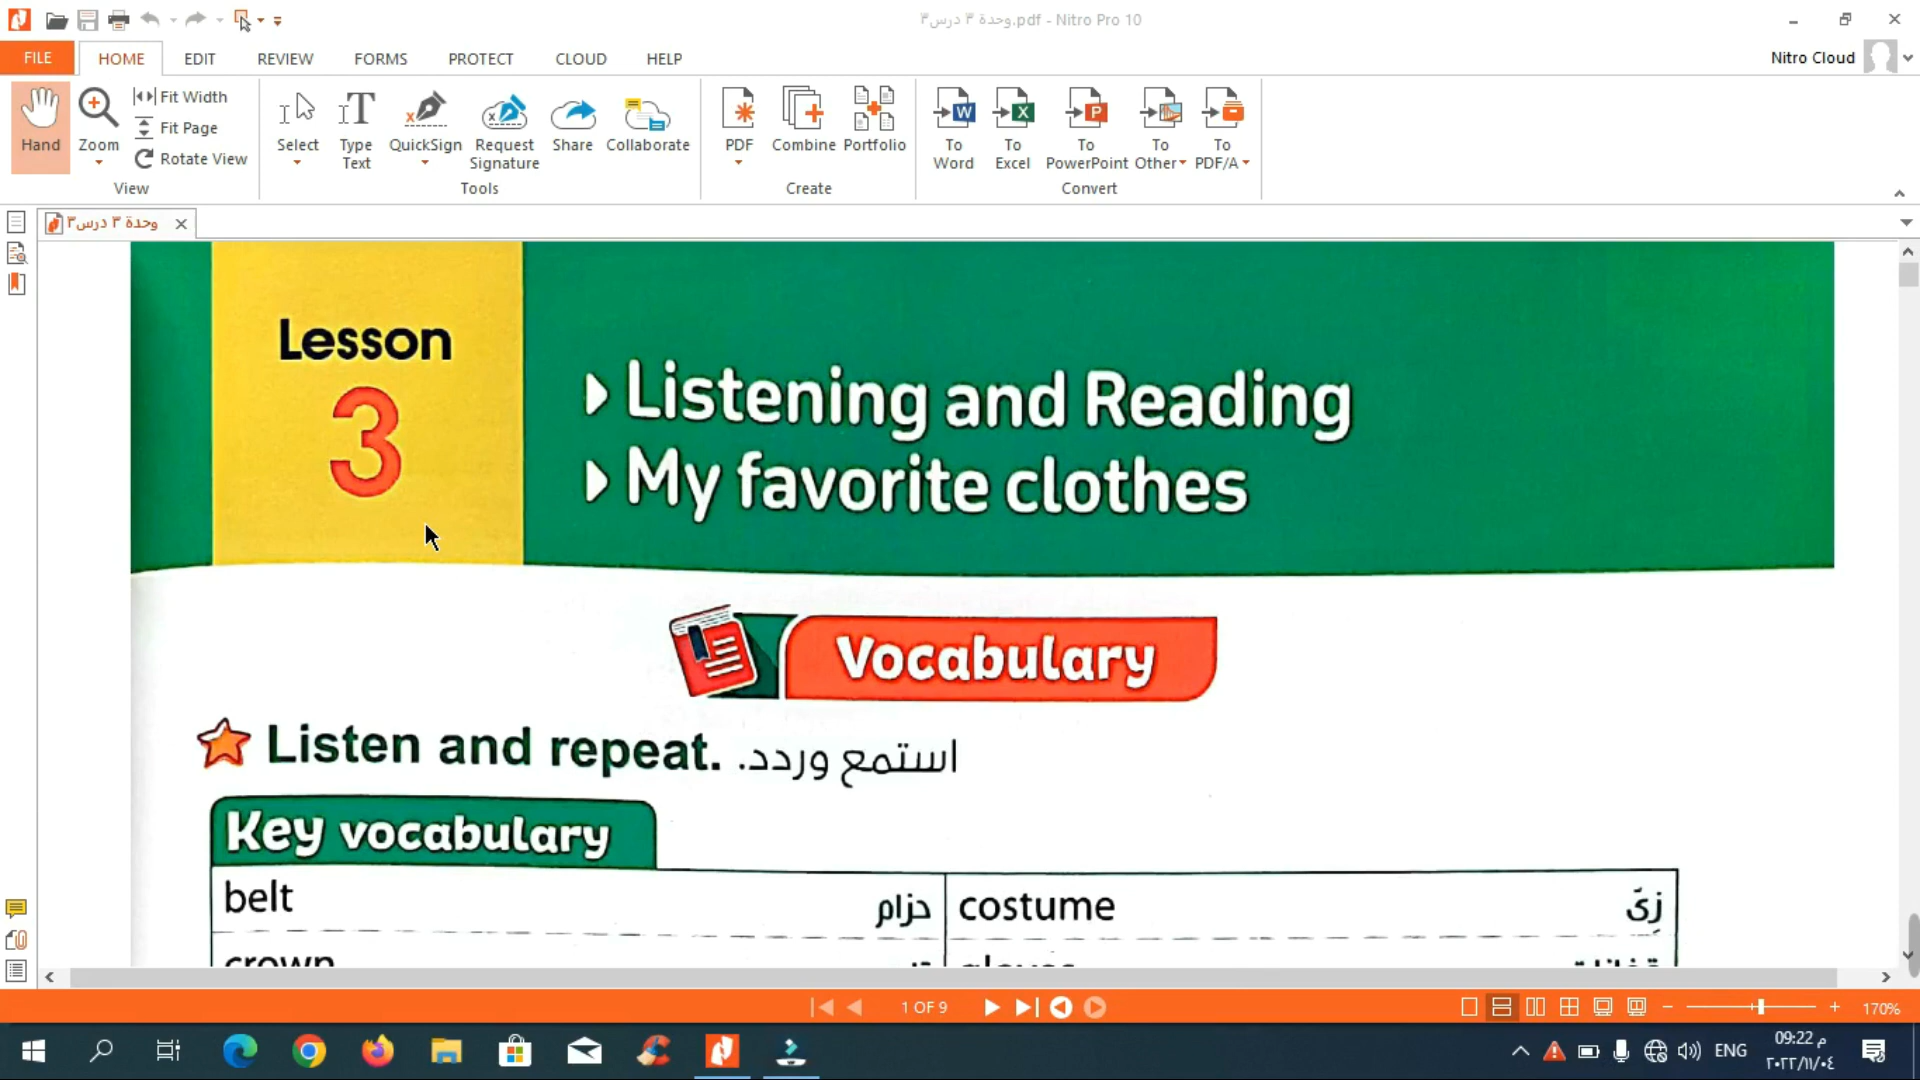 وحدة ٣ درس٣.pdf - Nitro Pro 10
FILE HOME EDIT REVIEW FORMS PROTECT CLOUD HELP
Nitro Cloud
Hand
Zoom
Fit Width
Fit Page
Rotate View
View
Select
Type Text
QuickSign
Request Signature
Share
Collaborate
Tools
PDF
Combine
Portfolio
Create
To Word
To Excel
To PowerPoint
To Other
To PDF/A
Convert
وحدة ٣ درس٣
Lesson
3
Listening and Reading
My favorite clothes
Vocabulary
Listen and repeat. استمع وردد.
Key vocabulary
belt حزام costume زِىّ
crown gloves
1 OF 9
170%
ENG
09:22 م
٢٠٢٢/١١/٠٤